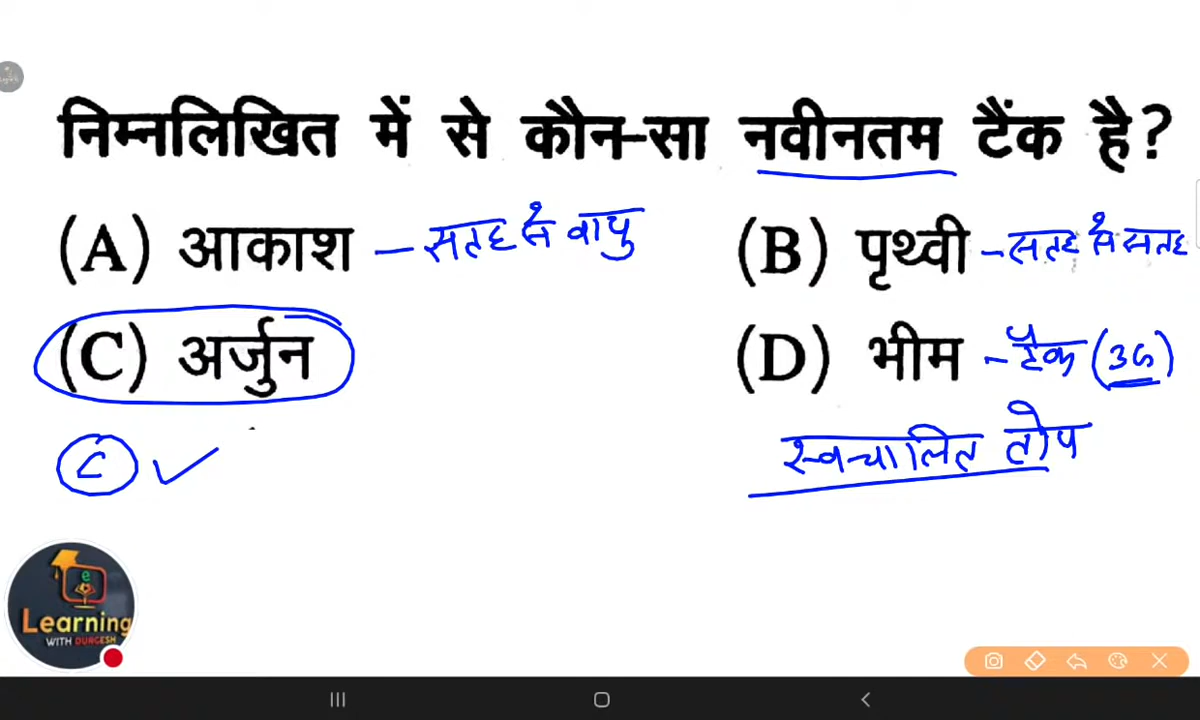 निम्नलिखित में से कौन-सा नवीनतम टैंक है?
(A) आकाश – सतह से वायु
(B) पृथ्वी – सतह से सतह
(C) अर्जुन
(D) भीम – टैंक (36)
C
स्वचालित तोप
e
Learning
WITH DURGESH